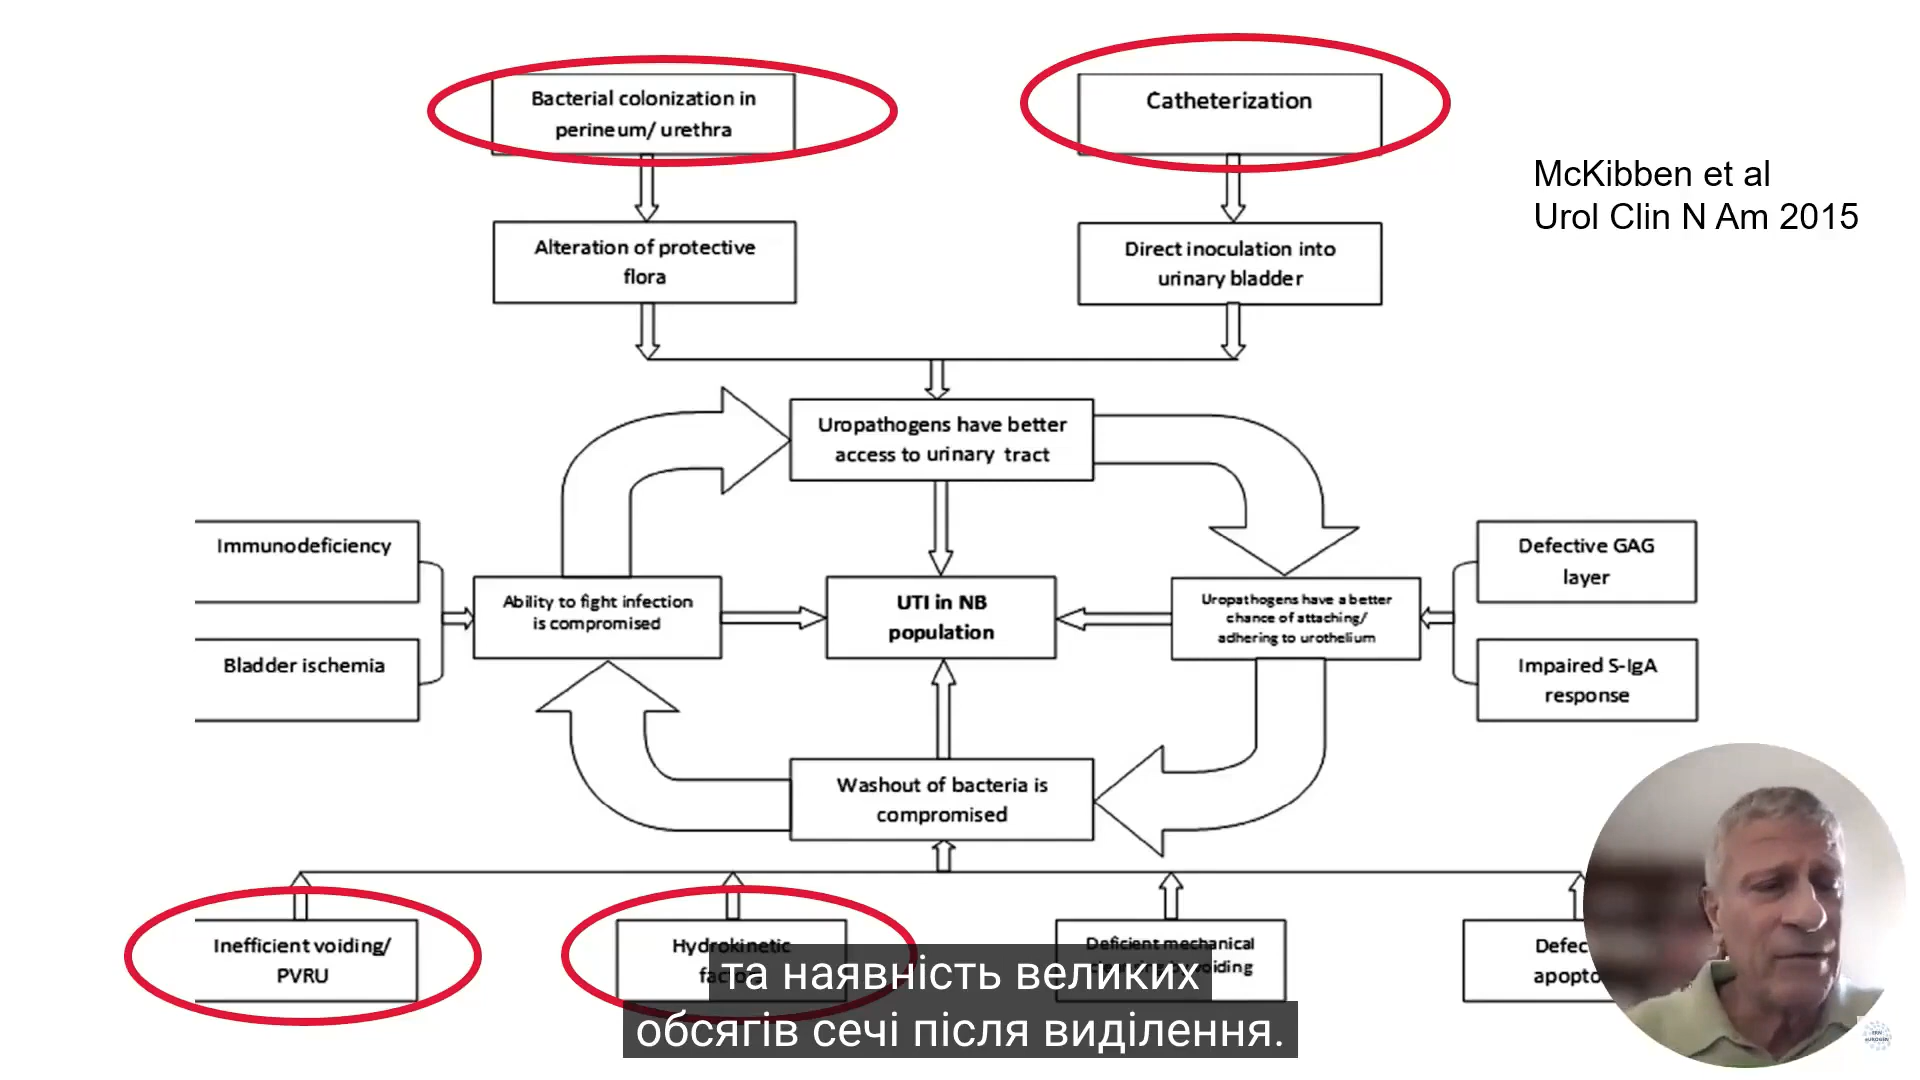 Bacterial colonization in
perineum/ urethra
Catheterization
McKibben et al
Urol Clin N Am 2015
Alteration of protective
flora
Direct inoculation into
urinary bladder
Uropathogens have better
access to urinary tract
Immunodeficiency
Defective GAG
layer
Ability to fight infection
is compromised
UTI in NB
population
Uropathogens have a better
chance of attaching/
adhering to urothelium
Bladder ischemia
Impaired S-IgA
response
Washout of bacteria is
compromised
Inefficient voiding/
PVRU
Hydrokinetic
Deficient mechanical
voiding
та наявність великих
обсягів сечі після виділення.